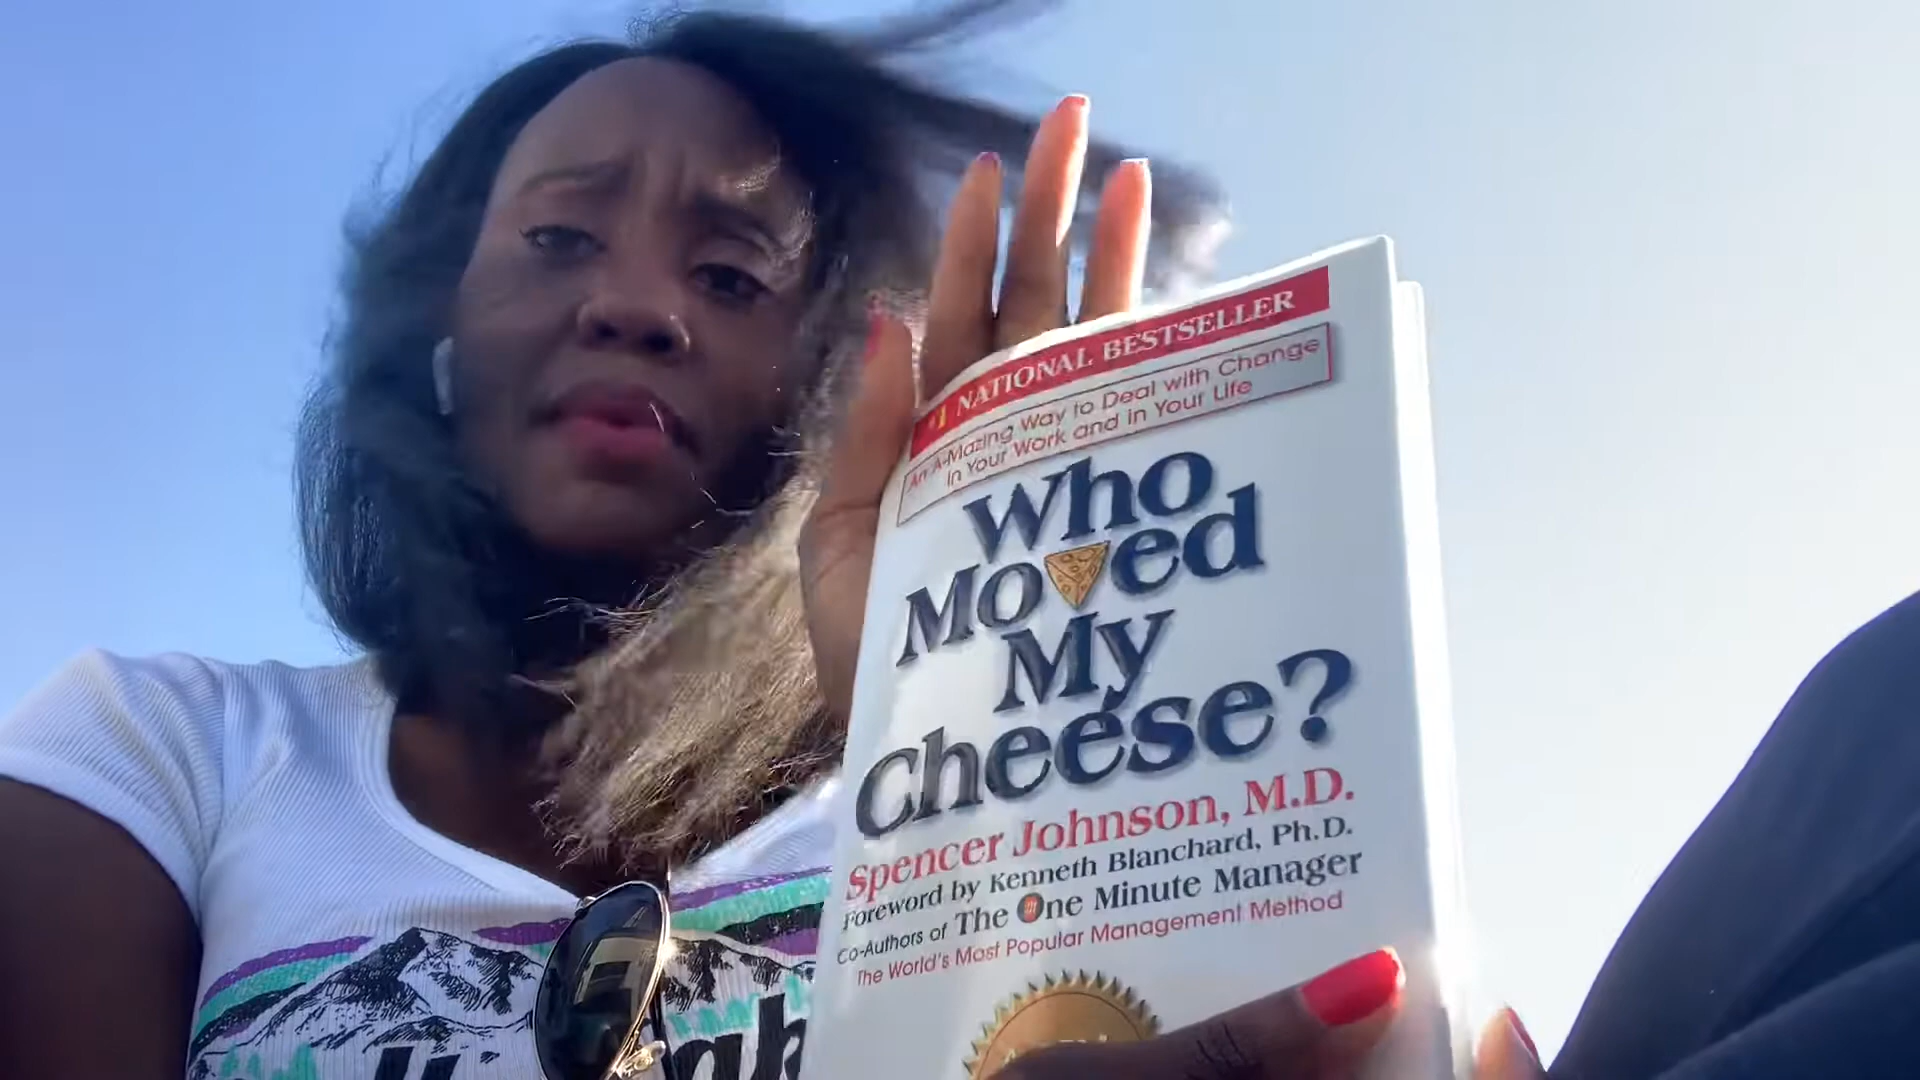 #1 NATIONAL BESTSELLER
An A-Mazing Way to Deal with Change
in Your Work and in Your Life
Who
Moved
My
Cheese?
Spencer Johnson, M.D.
Foreword by Kenneth Blanchard, Ph.D.
Co-Authors of The One Minute Manager
The World's Most Popular Management Method